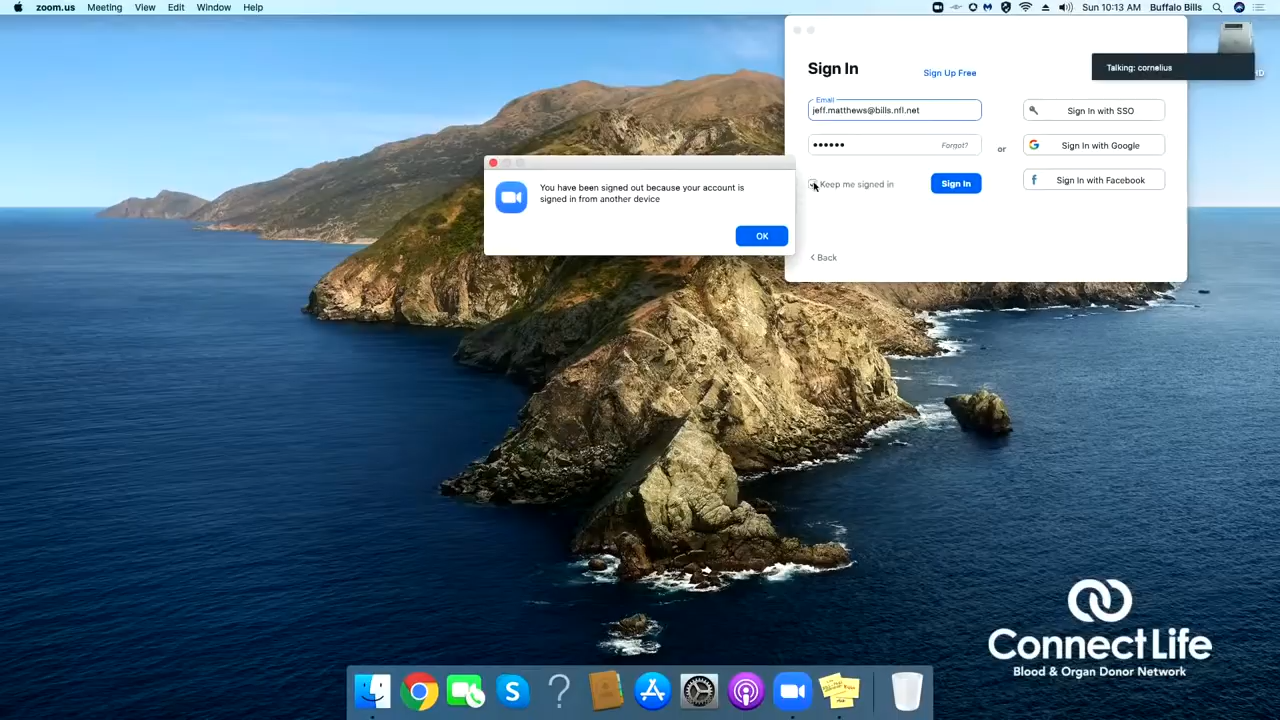 zoom.us Meeting View Edit Window Help
Sun 10:13 AM Buffalo Bills
Sign In
Sign Up Free
Talking: cornelius
HD
Email
jeff.matthews@bills.nfl.net
Sign In with SSO
•••••• Forgot?
or
Sign In with Google
Keep me signed in
Sign In
Sign In with Facebook
You have been signed out because your account is
signed in from another device
OK
Back
ConnectLife
Blood & Organ Donor Network